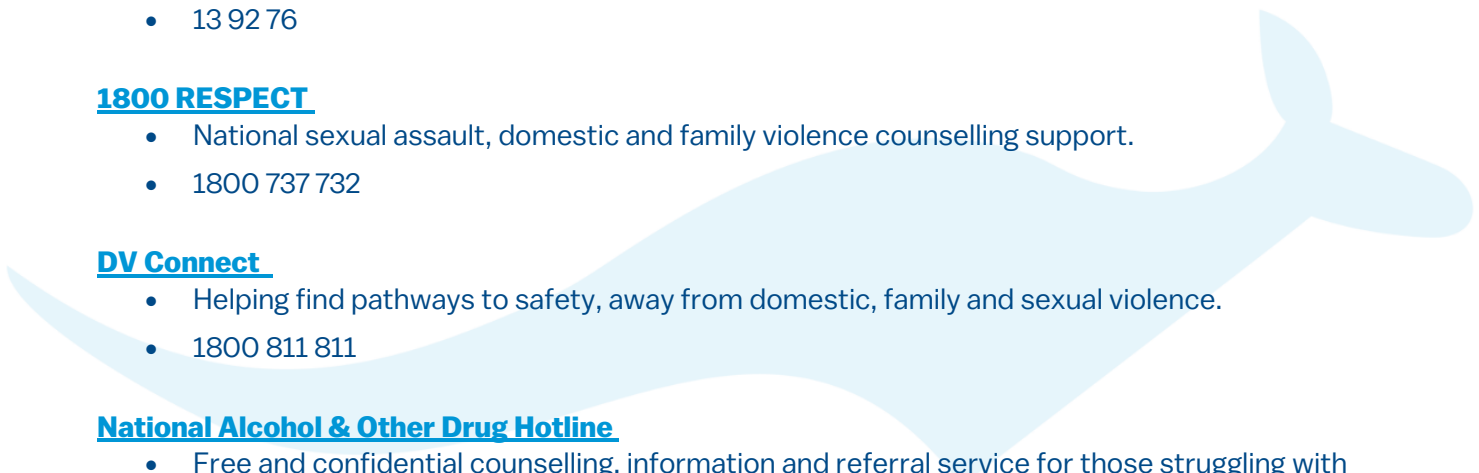 • 13 92 76
1800 RESPECT
• National sexual assault, domestic and family violence counselling support.
• 1800 737 732
DV Connect
• Helping find pathways to safety, away from domestic, family and sexual violence.
• 1800 811 811
National Alcohol & Other Drug Hotline
• Free and confidential counselling, information and referral service for those struggling with